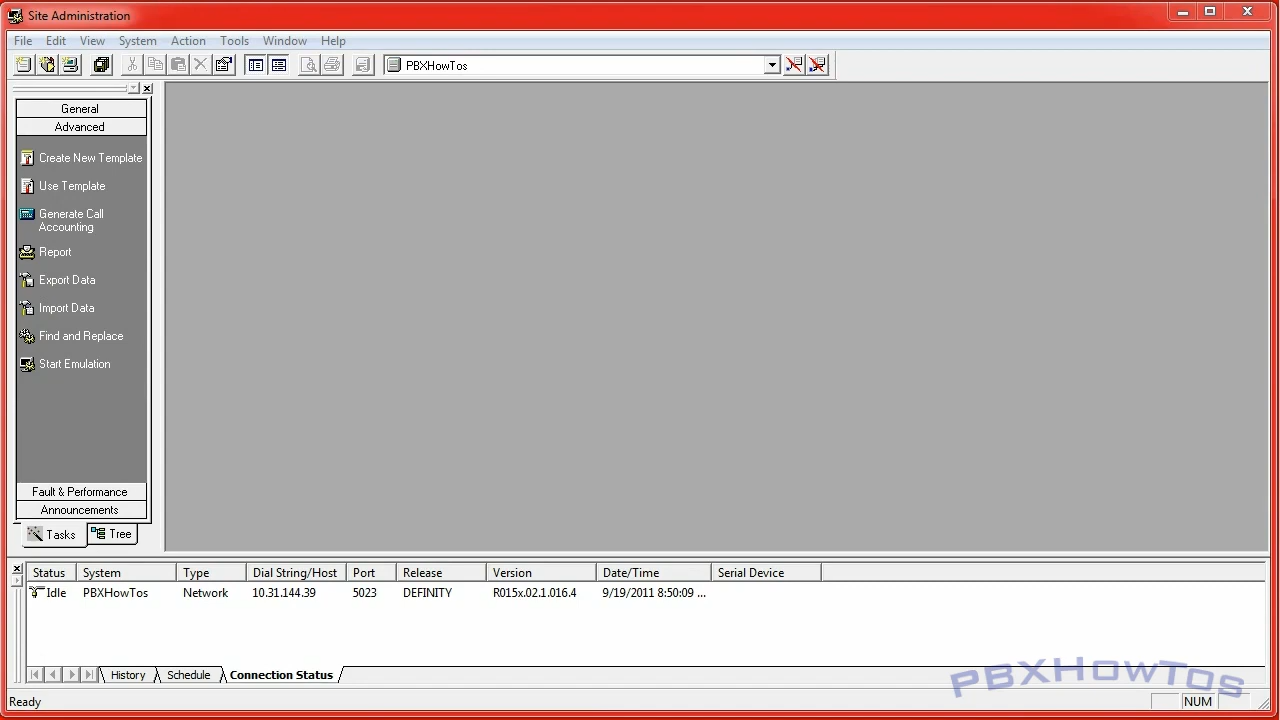 Site Administration
File Edit View System Action Tools Window Help
PBXHowTos
General
Advanced
Create New Template
Use Template
Generate Call
Accounting
Report
Export Data
Import Data
Find and Replace
Start Emulation
Fault & Performance
Announcements
Tasks Tree
Status System Type Dial String/Host Port Release Version Date/Time Serial Device
Idle PBXHowTos Network 10.31.144.39 5023 DEFINITY R015x.02.1.016.4 9/19/2011 8:50:09 ...
History Schedule Connection Status
PBXHowTos
Ready NUM